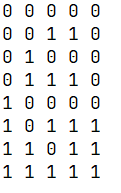 0 0 0 0 0
0 0 1 1 0
0 1 0 0 0
0 1 1 1 0
1 0 0 0 0
1 0 1 1 1
1 1 0 1 1
1 1 1 1 1